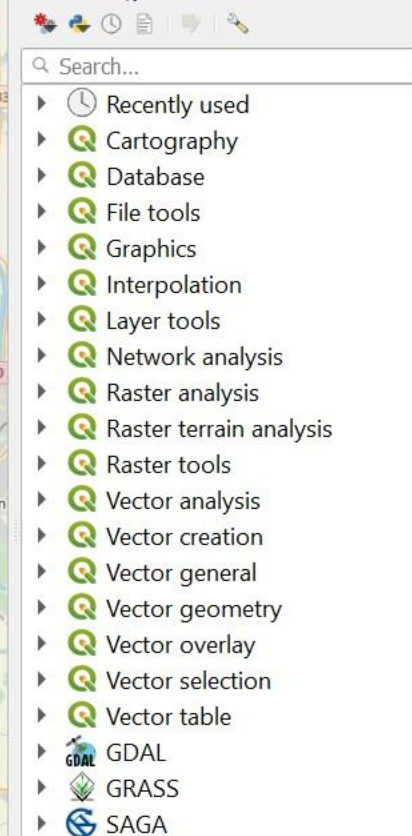 Search...
Recently used
Cartography
Database
File tools
Graphics
Interpolation
Layer tools
Network analysis
Raster analysis
Raster terrain analysis
Raster tools
Vector analysis
Vector creation
Vector general
Vector geometry
Vector overlay
Vector selection
Vector table
GDAL GDAL
GRASS
SAGA